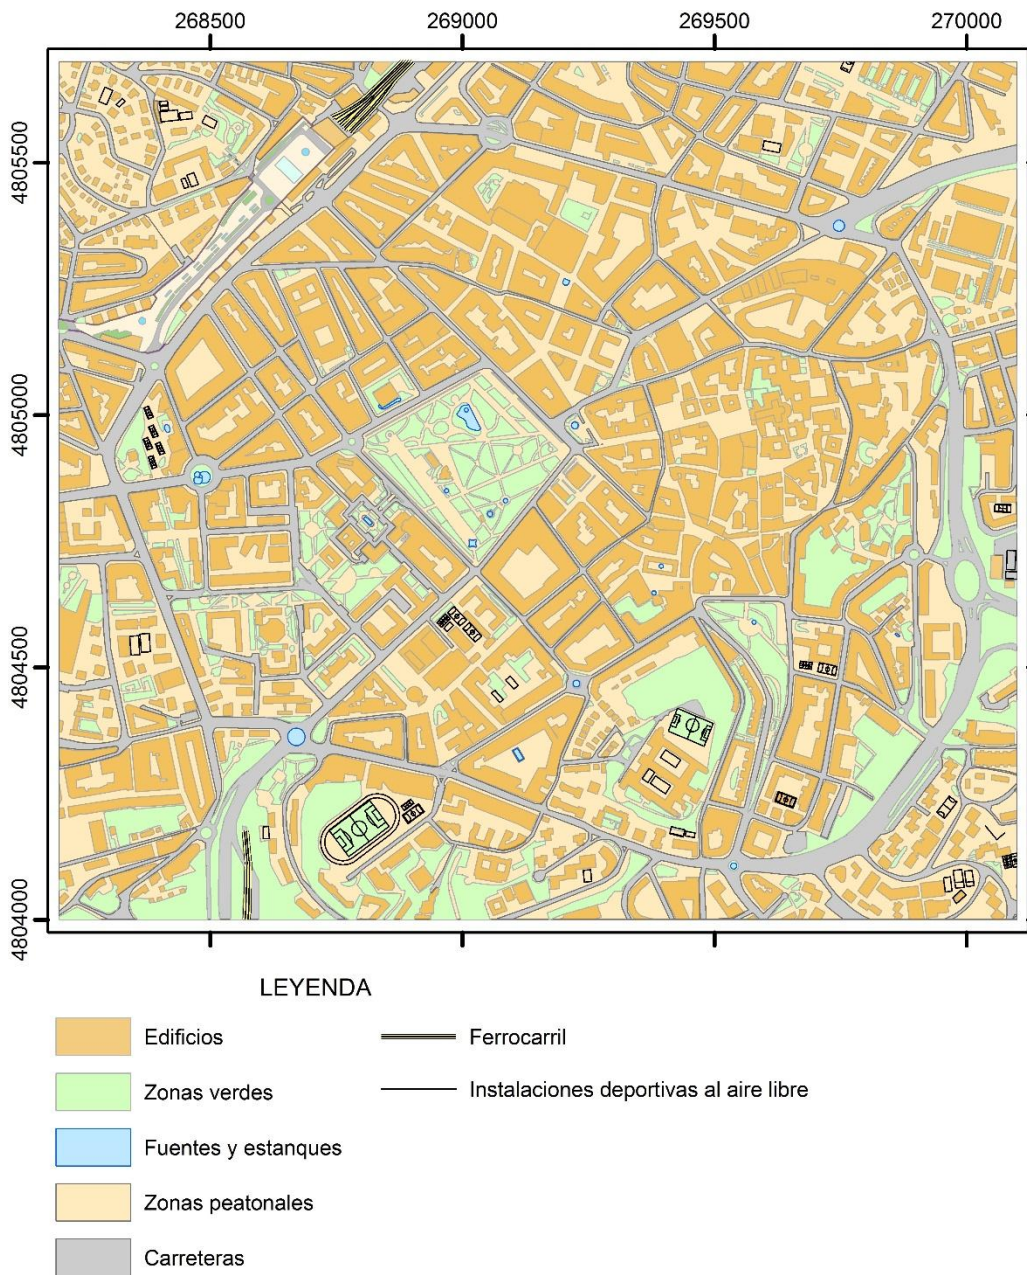 268500 269000 269500 270000
4805500
4805000
4804500
4804000
LEYENDA
Edificios
Ferrocarril
Zonas verdes
Instalaciones deportivas al aire libre
Fuentes y estanques
Zonas peatonales
Carreteras